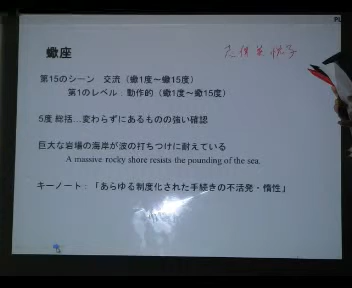 蠍座
第15のシーン 交流(蠍1度~蠍15度)
第1のレベル:動作的(蠍1度~蠍15度)
5度 総括…変わらずにあるものの強い確認
巨大な岩場の海岸が波の打ちつけに耐えている
A massive rocky shore resists the pounding of the sea.
キーノート:「あらゆる制度化された手続きの不活発・惰性」